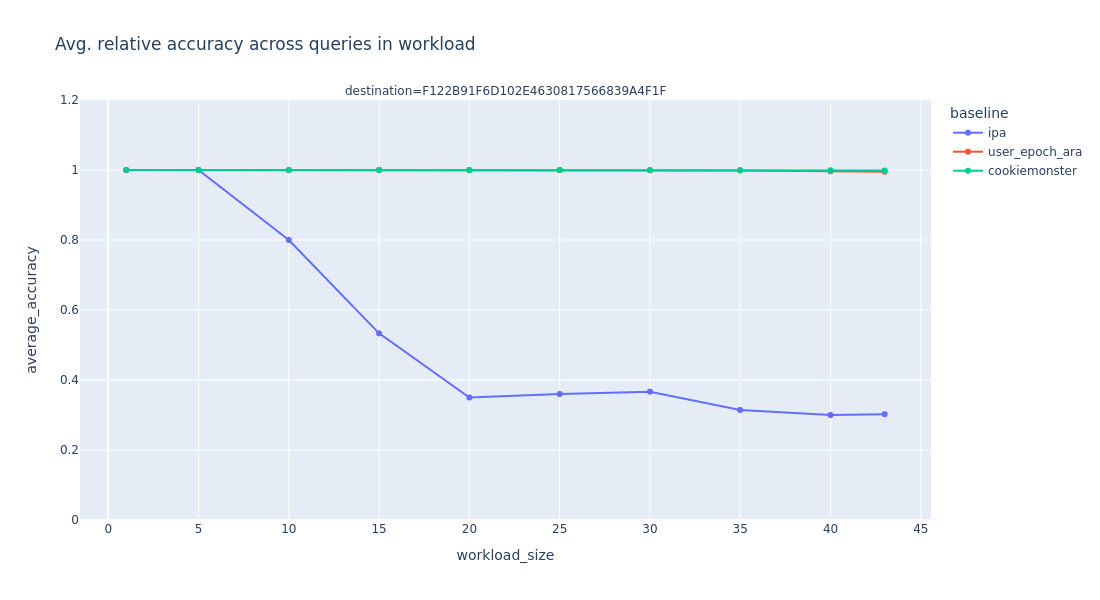 Avg. relative accuracy across queries in workload
destination=F122B91F6D102E4630817566839A4F1F
baseline
ipa
user_epoch_ara
cookiemonster
average_accuracy
1.2
1
0.8
0.6
0.4
0.2
0
0 5 10 15 20 25 30 35 40 45
workload_size